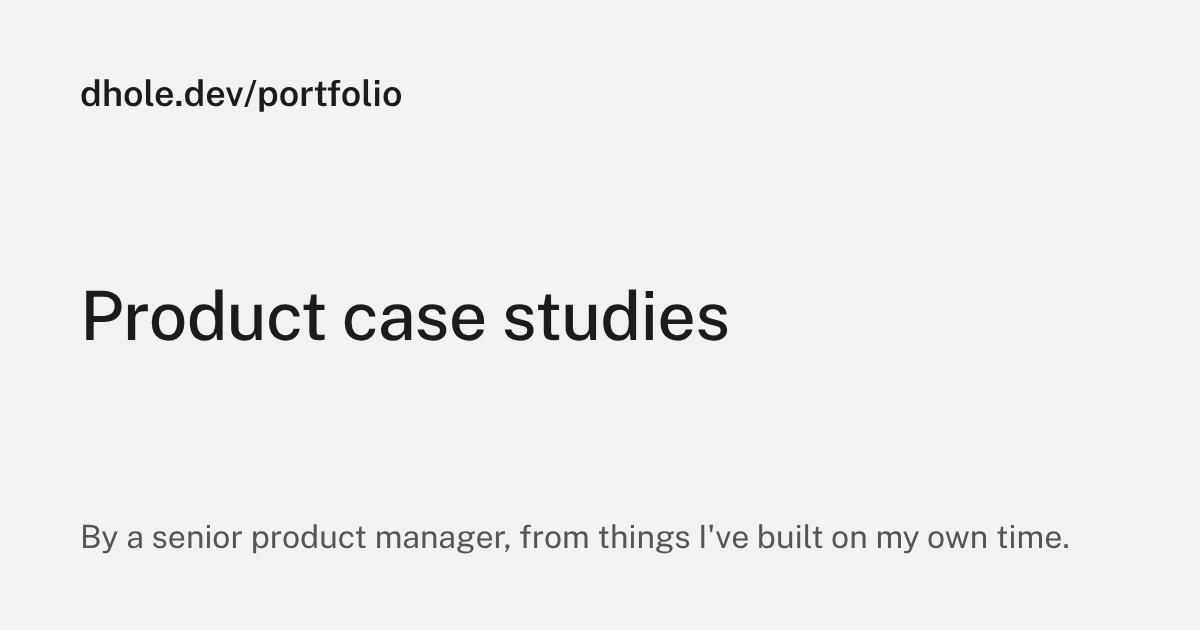 dhole.dev/portfolio
Product case studies
By a senior product manager, from things I've built on my own time.